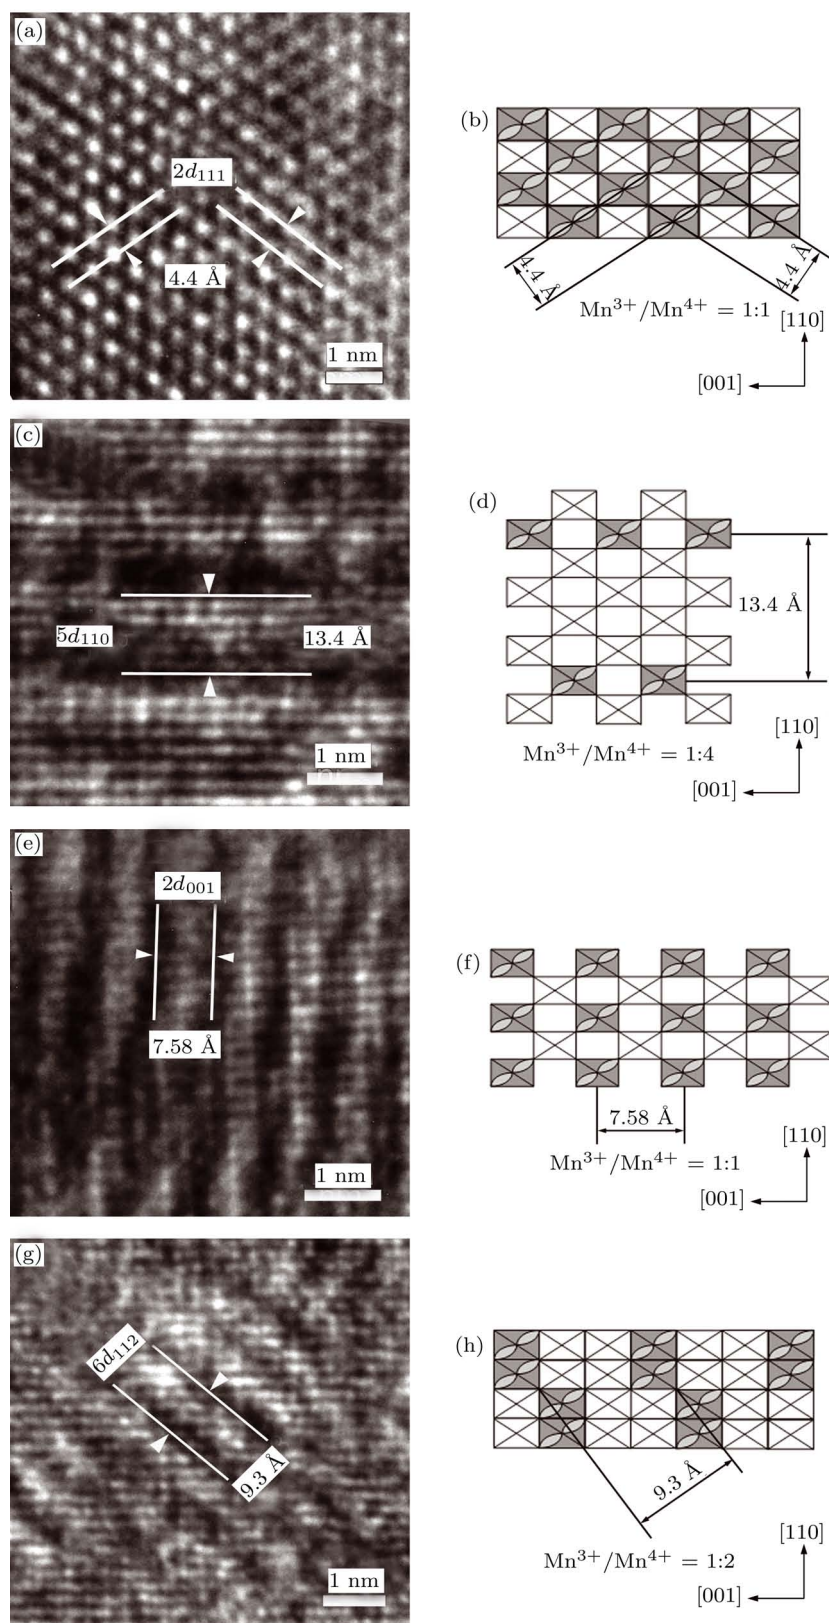 (a)
2d₁₁₁
4.4 Å
1 nm
(b)
4.4 Å
4.4 Å
Mn³⁺/Mn⁴⁺ = 1:1
[110]
[001]
(c)
5d₁₁₀
13.4 Å
1 nm
(d)
13.4 Å
Mn³⁺/Mn⁴⁺ = 1:4
[110]
[001]
(e)
2d₀₀₁
7.58 Å
1 nm
(f)
7.58 Å
Mn³⁺/Mn⁴⁺ = 1:1
[110]
[001]
(g)
6d₁₁₂
9.3 Å
1 nm
(h)
9.3 Å
Mn³⁺/Mn⁴⁺ = 1:2
[110]
[001]